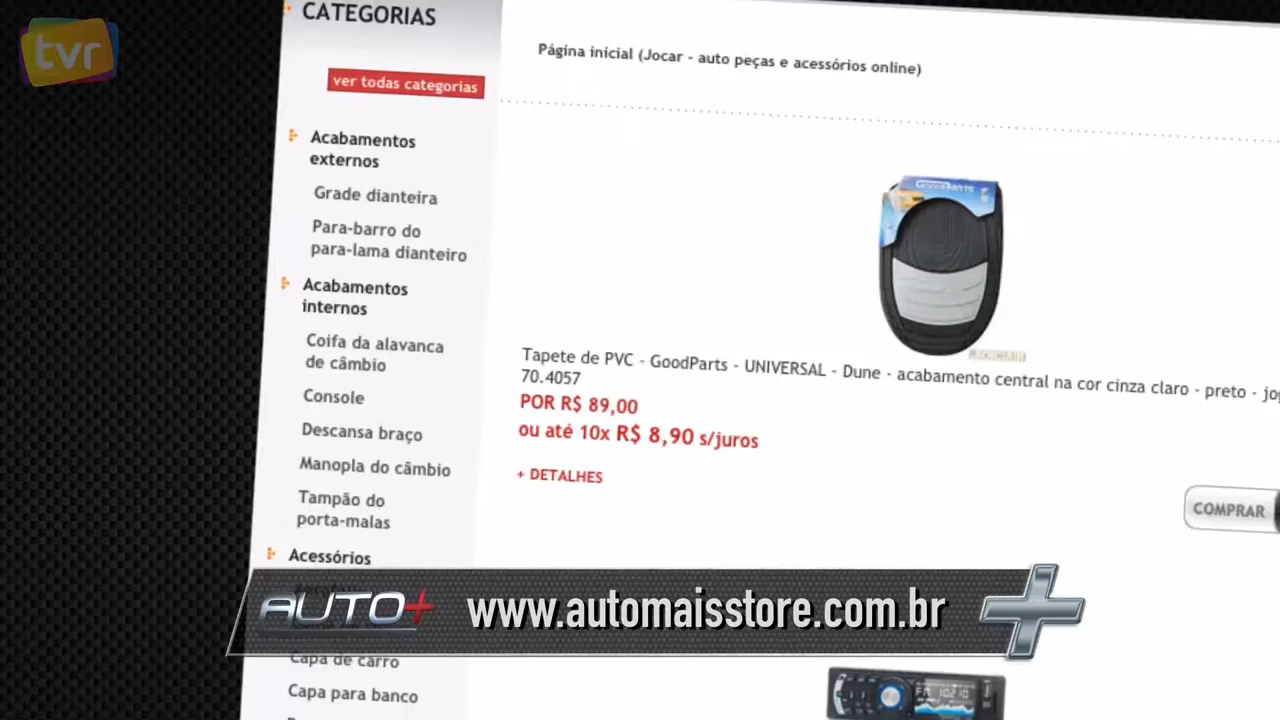 tvr
CATEGORIAS
ver todas categorias
Acabamentos
externos
Grade dianteira
Para-barro do
para-lama dianteiro
Acabamentos
internos
Coifa da alavanca
de câmbio
Console
Descansa braço
Manopla do câmbio
Tampão do
porta-malas
Acessórios
Capa de carro
Capa para banco
Página inicial (Jocar - auto peças e acessórios online)
GOODPARTS
Tapete de PVC - GoodParts - UNIVERSAL - Dune - acabamento central na cor cinza claro - preto - jog
70.4057
POR R$ 89,00
ou até 10x R$ 8,90 s/juros
+ DETALHES
COMPRAR
AUTO+ www.automaisstore.com.br